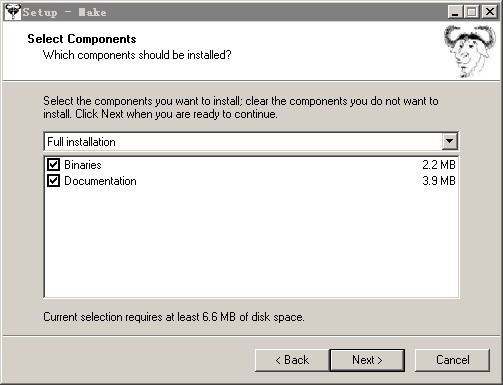 Setup - Make
Select Components
Which components should be installed?
Select the components you want to install; clear the components you do not want to
install. Click Next when you are ready to continue.
Full installation
Binaries 2.2 MB
Documentation 3.9 MB
Current selection requires at least 6.6 MB of disk space.
< Back Next > Cancel